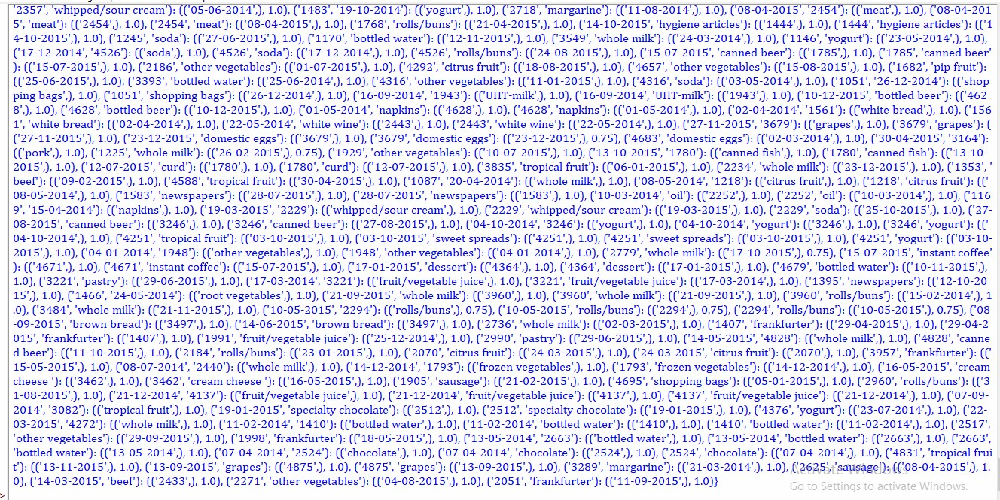 '2357', 'whipped/sour cream'): (('05-06-2014',), 1.0), ('1483', '19-10-2014'): (('yogurt',), 1.0), ('2718', 'margarine'): (('11-08-2014',), 1.0), ('08-04-2015', '2454'): (('meat',), 1.0), ('08-04-201
5', 'meat'): (('2454',), 1.0), ('2454', 'meat'): (('08-04-2015',), 1.0), ('1768', 'rolls/buns'): (('21-04-2015',), 1.0), ('14-10-2015', 'hygiene articles'): (('1444',), 1.0), ('1444', 'hygiene articles'): (('1
4-10-2015',), 1.0), ('1245', 'soda'): (('27-06-2015',), 1.0), ('1170', 'bottled water'): (('12-11-2015',), 1.0), ('3549', 'whole milk'): (('24-03-2015',), 1.0), ('1146', 'yogurt'): (('23-05-2014',), 1.0),
('17-12-2014', '4526'): (('soda',), 1.0), ('4526', 'soda'): (('17-12-2014',), 1.0), ('4526', 'rolls/buns'): (('24-08-2015',), 1.0), ('15-07-2015', 'canned beer'): (('1785',), 1.0), ('1785', 'canned beer'
): (('15-07-2015',), 1.0), ('2186', 'other vegetables'): (('01-07-2015',), 1.0), ('4292', 'citrus fruit'): (('18-08-2015',), 1.0), ('4657', 'other vegetables'): (('15-08-2015',), 1.0), ('1682', 'pip fruit'):
(('25-06-2015',), 1.0), ('3393', 'bottled water'): (('25-06-2014',), 1.0), ('4316', 'other vegetables'): (('11-01-2015',), 1.0), ('4316', 'soda'): (('03-05-2014',), 1.0), ('1051', '26-12-2014'): (('shop
ping bags',), 1.0), ('1051', 'shopping bags'): (('26-12-2014',), 1.0), ('16-09-2014', '1943'): (('UHT-milk',), 1.0), ('16-09-2014', 'UHT-milk'): (('1943',), 1.0), ('10-12-2015', 'bottled beer'): (('462
8',), 1.0), ('4628', 'bottled beer'): (('10-12-2015',), 1.0), ('01-05-2014', 'napkins'): (('4628',), 1.0), ('4628', 'napkins'): (('01-05-2014',), 1.0), ('02-04-2014', '1561'): (('white bread',), 1.0), ('156
1', 'white bread'): (('02-04-2014',), 1.0), ('22-05-2014', 'white wine'): (('2443',), 1.0), ('2443', 'white wine'): (('22-05-2014',), 1.0), ('27-11-2015', '3679'): (('grapes',), 1.0), ('3679', 'grapes'): (
('27-11-2015',), 1.0), ('23-12-2015', 'domestic eggs'): (('3679',), 1.0), ('3679', 'domestic eggs'): (('23-12-2015',), 0.75), ('4683', 'domestic eggs'): (('02-03-2014',), 1.0), ('30-04-2015', '3164'):
(('pork',), 1.0), ('1225', 'whole milk'): (('26-02-2015',), 0.75), ('1929', 'other vegetables'): (('10-07-2015',), 1.0), ('13-10-2015', '1780'): (('canned fish',), 1.0), ('1780', 'canned fish'): (('13-10-
2015',), 1.0), ('12-07-2015', 'curd'): (('1780',), 1.0), ('1780', 'curd'): (('12-07-2015',), 1.0), ('3835', 'tropical fruit'): (('06-01-2015',), 1.0), ('2234', 'whole milk'): (('23-12-2015',), 1.0), ('1353', '
beef'): (('09-02-2015',), 1.0), ('4588', 'tropical fruit'): (('30-04-2015',), 1.0), ('1087', '20-04-2014'): (('whole milk',), 1.0), ('08-05-2014', '1218'): (('citrus fruit',), 1.0), ('1218', 'citrus fruit'): (('
08-05-2014',), 1.0), ('1583', 'newspapers'): (('28-07-2015',), 1.0), ('28-07-2015', 'newspapers'): (('1583',), 1.0), ('10-03-2014', 'oil'): (('2252',), 1.0), ('2252', 'oil'): (('10-03-2014',), 1.0), ('116
9', '15-04-2014'): (('napkins',), 1.0), ('19-03-2015', '2229'): (('whipped/sour cream',), 1.0), ('2229', 'whipped/sour cream'): (('19-03-2015',), 1.0), ('2229', 'soda'): (('25-10-2015',), 1.0), ('27-
08-2015', 'canned beer'): (('3246',), 1.0), ('3246', 'canned beer'): (('27-08-2015',), 1.0), ('04-10-2014', '3246'): (('yogurt',), 1.0), ('04-10-2014', 'yogurt'): (('3246',), 1.0), ('3246', 'yogurt'): (('
04-10-2014',), 1.0), ('4251', 'tropical fruit'): (('03-10-2015',), 1.0), ('03-10-2015', 'sweet spreads'): (('4251',), 1.0), ('4251', 'sweet spreads'): (('03-10-2015',), 1.0), ('4251', 'yogurt'): (('03-10-
2015',), 1.0), ('04-01-2014', '1948'): (('other vegetables',), 1.0), ('1948', 'other vegetables'): (('04-01-2014',), 1.0), ('2779', 'whole milk'): (('17-10-2015',), 0.75), ('15-07-2015', 'instant coffee'
): (('4671',), 1.0), ('4671', 'instant coffee'): (('15-07-2015',), 1.0), ('17-01-2015', 'dessert'): (('4364',), 1.0), ('4364', 'dessert'): (('17-01-2015',), 1.0), ('4679', 'bottled water'): (('10-11-2015',),
1.0), ('3221', 'pastry'): (('29-06-2015',), 1.0), ('17-03-2014', '3221'): (('fruit/vegetable juice',), 1.0), ('3221', 'fruit/vegetable juice'): (('17-03-2014',), 1.0), ('1395', 'newspapers'): (('12-10-20
15',), 1.0), ('1466', '24-05-2014'): (('root vegetables',), 1.0), ('21-09-2015', 'whole milk'): (('3960',), 1.0), ('3960', 'whole milk'): (('21-09-2015',), 1.0), ('3960', 'rolls/buns'): (('15-02-2014',), 1
.0), ('3484', 'whole milk'): (('21-11-2015',), 1.0), ('10-05-2015', '2294'): (('rolls/buns',), 0.75), ('10-05-2015', 'rolls/buns'): (('2294',), 0.75), ('2294', 'rolls/buns'): (('10-05-2015',), 0.75), ('08
-09-2015', 'brown bread'): (('3497',), 1.0), ('14-06-2015', 'brown bread'): (('3497',), 1.0), ('2736', 'whole milk'): (('02-03-2015',), 1.0), ('1407', 'frankfurter'): (('29-04-2015',), 1.0), ('29-04-2
015', 'frankfurter'): (('1407',), 1.0), ('1991', 'fruit/vegetable juice'): (('25-12-2014',), 1.0), ('2990', 'pastry'): (('29-06-2015',), 1.0), ('14-05-2015', '4828'): (('whole milk',), 1.0), ('4828', 'canne
d beer'): (('11-10-2015',), 1.0), ('2184', 'rolls/buns'): (('23-01-2015',), 1.0), ('2070', 'citrus fruit'): (('24-03-2015',), 1.0), ('24-03-2015', 'citrus fruit'): (('2070',), 1.0), ('3957', 'frankfurter'): (('
15-05-2015',), 1.0), ('08-07-2014', '2440'): (('whole milk',), 1.0), ('14-12-2014', '1793'): (('frozen vegetables',), 1.0), ('1793', 'frozen vegetables'): (('14-12-2014',), 1.0), ('16-05-2015', 'cream
cheese '): (('3462',), 1.0), ('3462', 'cream cheese '): (('16-05-2015',), 1.0), ('1905', 'sausage'): (('21-02-2015',), 1.0), ('4695', 'shopping bags'): (('05-01-2015',), 1.0), ('2960', 'rolls/buns'): (('3
1-08-2015',), 1.0), ('21-12-2014', '4137'): (('fruit/vegetable juice',), 1.0), ('21-12-2014', 'fruit/vegetable juice'): (('4137',), 1.0), ('4137', 'fruit/vegetable juice'): (('21-12-2014',), 1.0), ('07-09-
2014', '3082'): (('tropical fruit',), 1.0), ('19-01-2015', 'specialty chocolate'): (('2512',), 1.0), ('2512', 'specialty chocolate'): (('19-01-2015',), 1.0), ('4376', 'yogurt'): (('23-07-2014',), 1.0), ('22-
03-2015', '4272'): (('whole milk',), 1.0), ('11-02-2014', '1410'): (('bottled water',), 1.0), ('11-02-2014', 'bottled water'): (('1410',), 1.0), ('1410', 'bottled water'): (('11-02-2014',), 1.0), ('2517',
'other vegetables'): (('29-09-2015',), 1.0), ('1998', 'frankfurter'): (('18-05-2015',), 1.0), ('13-05-2014', '2663'): (('bottled water',), 1.0), ('13-05-2014', 'bottled water'): (('2663',), 1.0), ('2663',
'bottled water'): (('13-05-2014',), 1.0), ('07-04-2014', '2524'): (('chocolate',), 1.0), ('07-04-2014', 'chocolate'): (('2524',), 1.0), ('2524', 'chocolate'): (('07-04-2014',), 1.0), ('4831', 'tropical frui
t'): (('13-11-2015',), 1.0), ('13-09-2015', 'grapes'): (('4875',), 1.0), ('4875', 'grapes'): (('13-09-2015',), 1.0), ('3289', 'margarine'): (('21-03-2014',), 1.0), ('2625', 'sausage'): (('08-04-2015',), 1.
0), ('14-03-2015', 'beef'): (('2433',), 1.0), ('2271', 'other vegetables'): (('04-08-2015',), 1.0), ('2051', 'frankfurter'): (('11-09-2015',), 1.0)}
Activate Windows
Go to Settings to activate Windows.
>